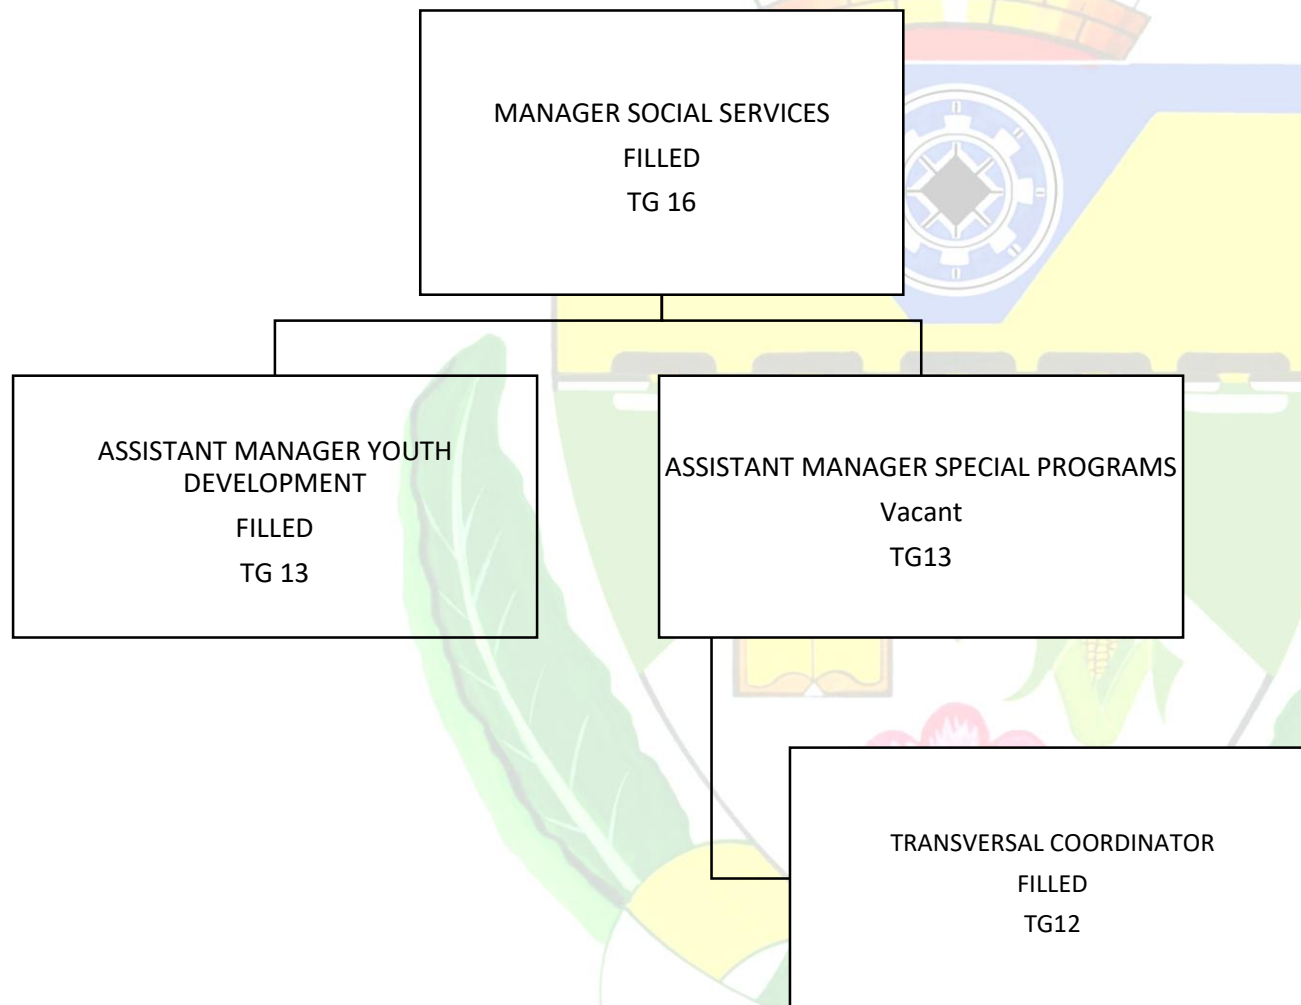 MANAGER SOCIAL SERVICES
FILLED
TG 16
ASSISTANT MANAGER YOUTH
DEVELOPMENT
FILLED
TG 13
ASSISTANT MANAGER SPECIAL PROGRAMS
Vacant
TG13
TRANSVERSAL COORDINATOR
FILLED
TG12